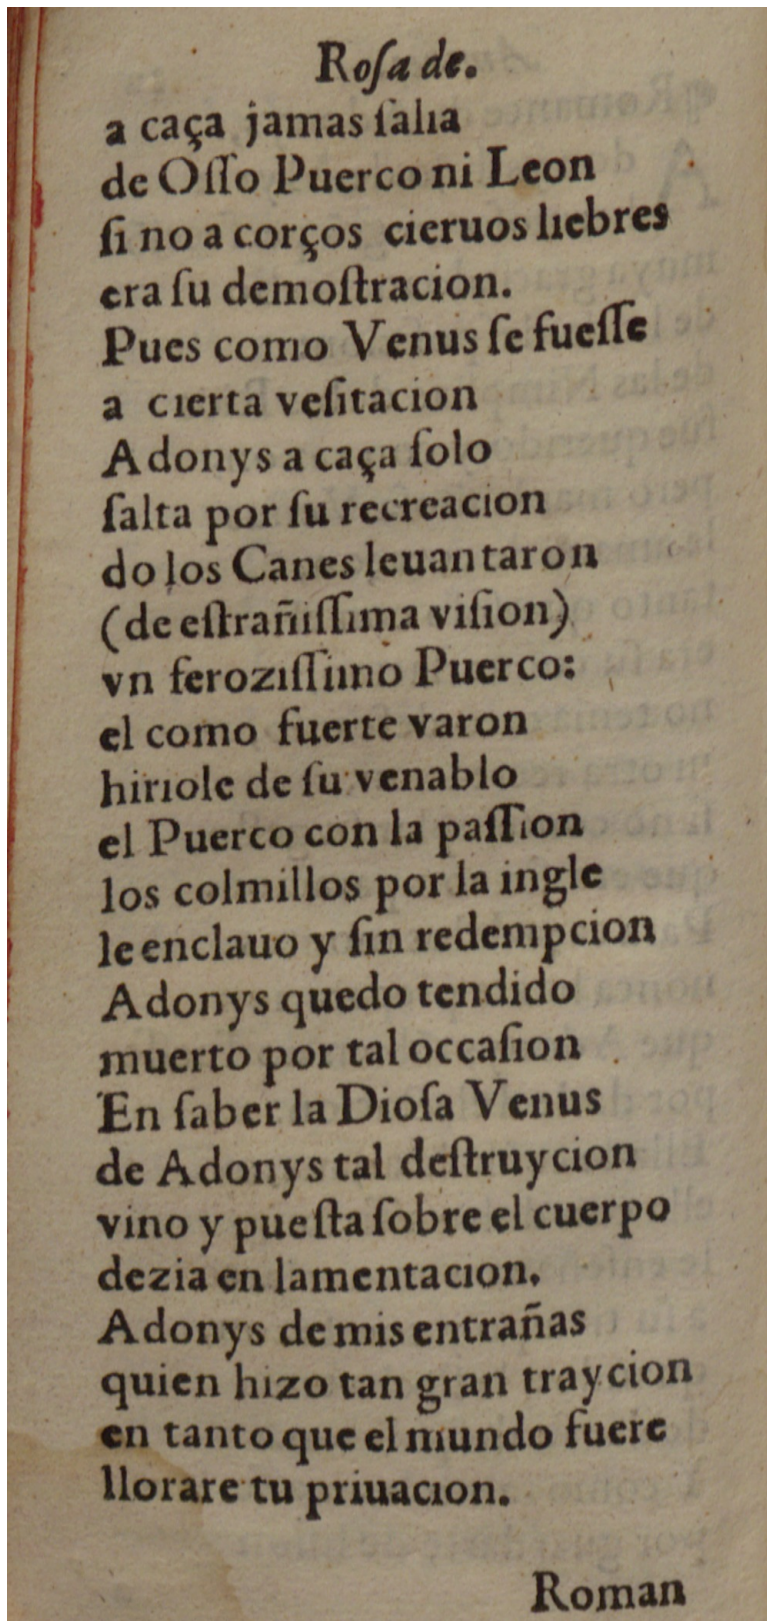 Roſa de.
a caça jamas ſalia
de Oſſo Puerco ni Leon
ſi no a corços cieruos liebres
era ſu demoſtracion.
Pues como Venus ſe fueſſe
a cierta veſitacion
Adonys a caça ſolo
ſalta por ſu recreacion
do los Canes leuantaron
(de eſtrañiſſima viſion)
vn ferozıſſimo Puerco:
el como fuerte varon
hiriole de ſu venablo
el Puerco con la paſſion
los colmillos por la ingle
le enclauo y ſin redempcion
Adonys quedo tendido
muerto por tal occaſion
En ſaber la Dioſa Venus
de Adonys tal deſtruycion
vino y pueſta ſobre el cuerpo
dezia en lamentacion.
Adonys de mis entrañas
quien hizo tan gran traycion
en tanto que el mundo fuere
llorare tu priuacion.
Roman